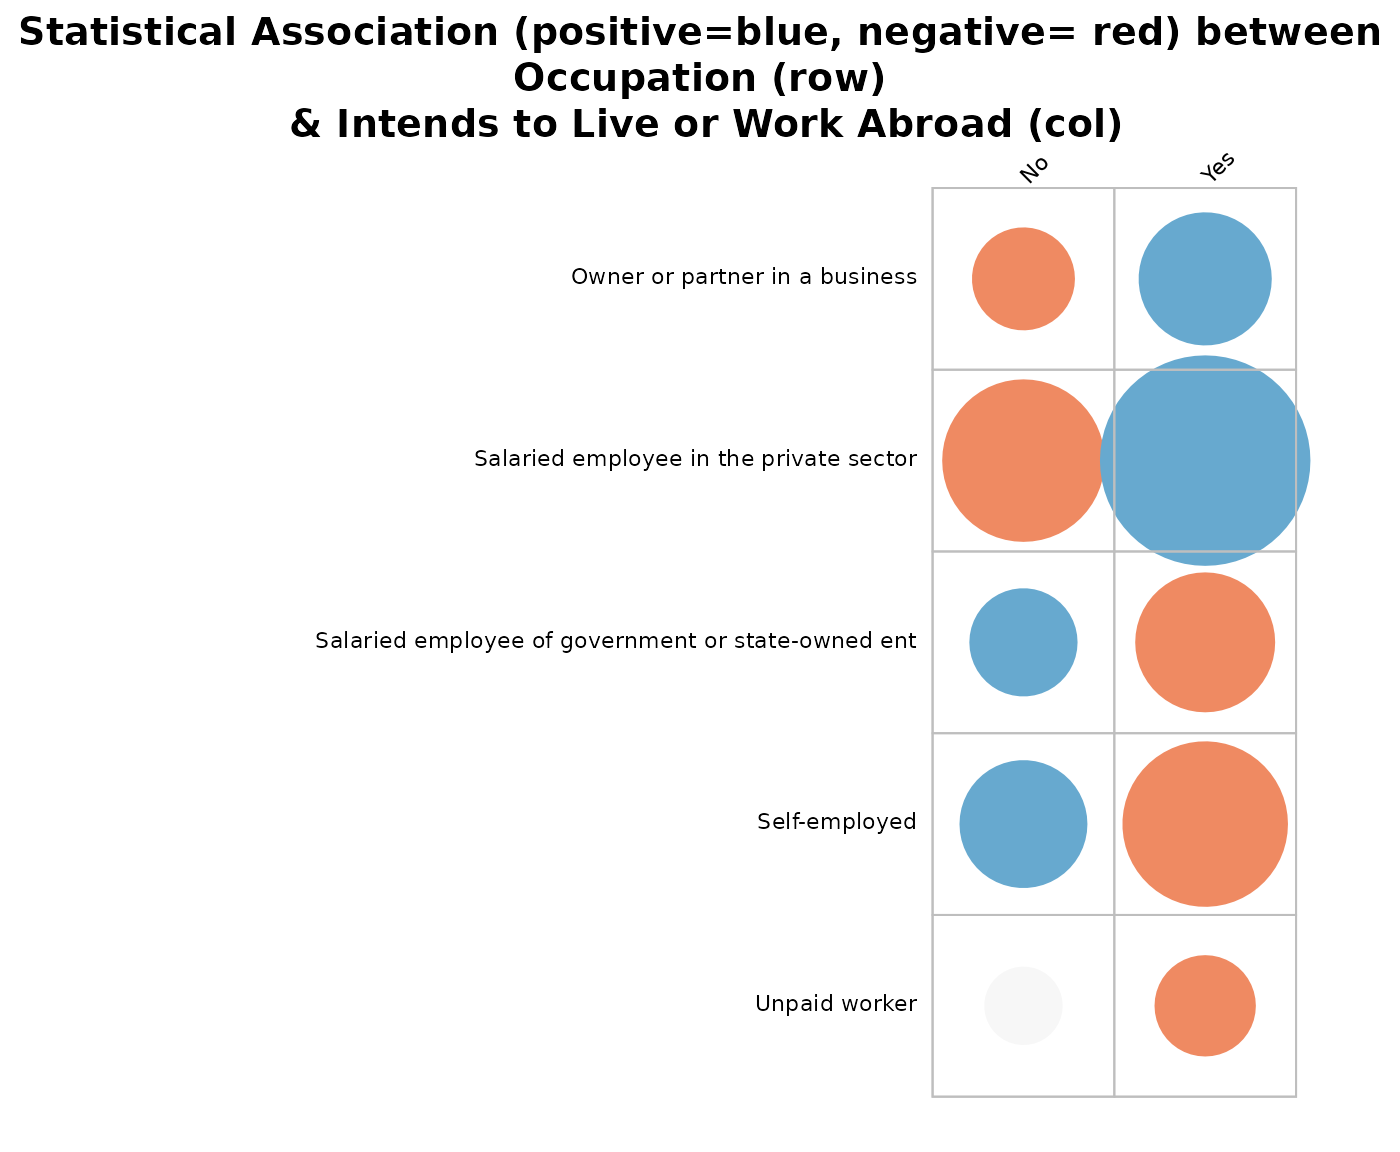 Statistical Association (positive=blue, negative= red) between
Occupation (row)
& Intends to Live or Work Abroad (col)
No
Yes
Owner or partner in a business
Salaried employee in the private sector
Salaried employee of government or state-owned ent
Self-employed
Unpaid worker